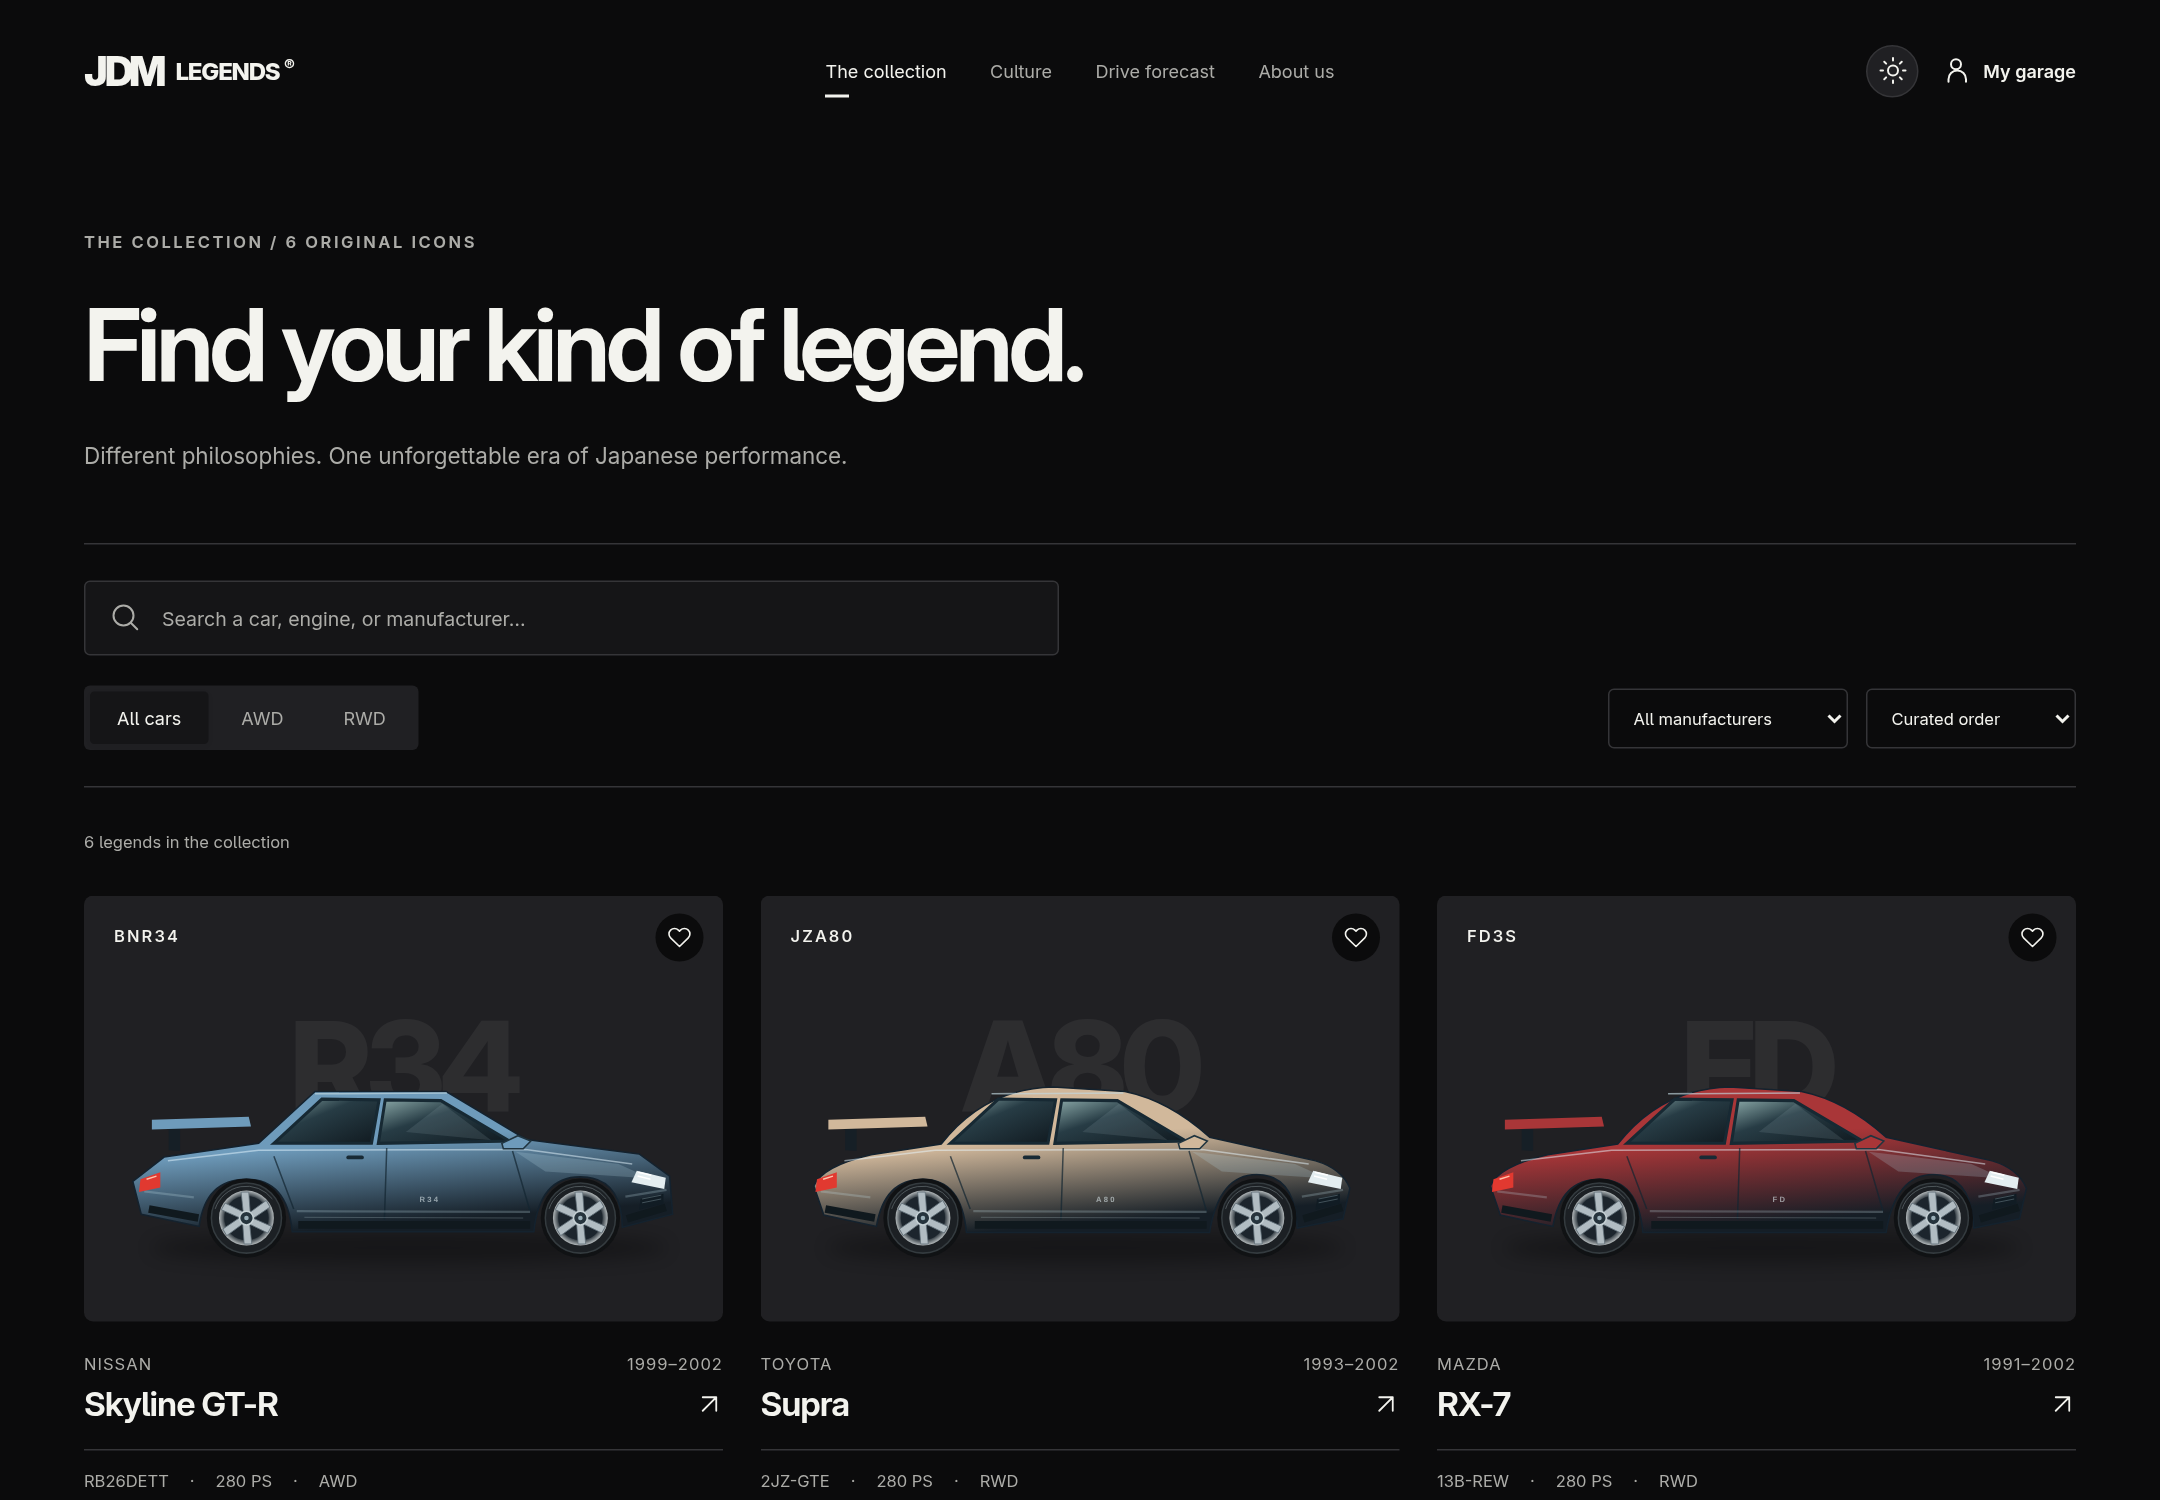 JDM LEGENDS ®
The collection Culture Drive forecast About us
My garage
THE COLLECTION / 6 ORIGINAL ICONS
Find your kind of legend.
Different philosophies. One unforgettable era of Japanese performance.
Search a car, engine, or manufacturer...
All cars AWD RWD
All manufacturers Curated order
6 legends in the collection
BNR34 JZA80 FD3S
R34 A80 FD
R34 A80 FD
NISSAN 1999–2002 TOYOTA 1993–2002 MAZDA 1991–2002
Skyline GT-R Supra RX-7
RB26DETT · 280 PS · AWD 2JZ-GTE · 280 PS · RWD 13B-REW · 280 PS · RWD